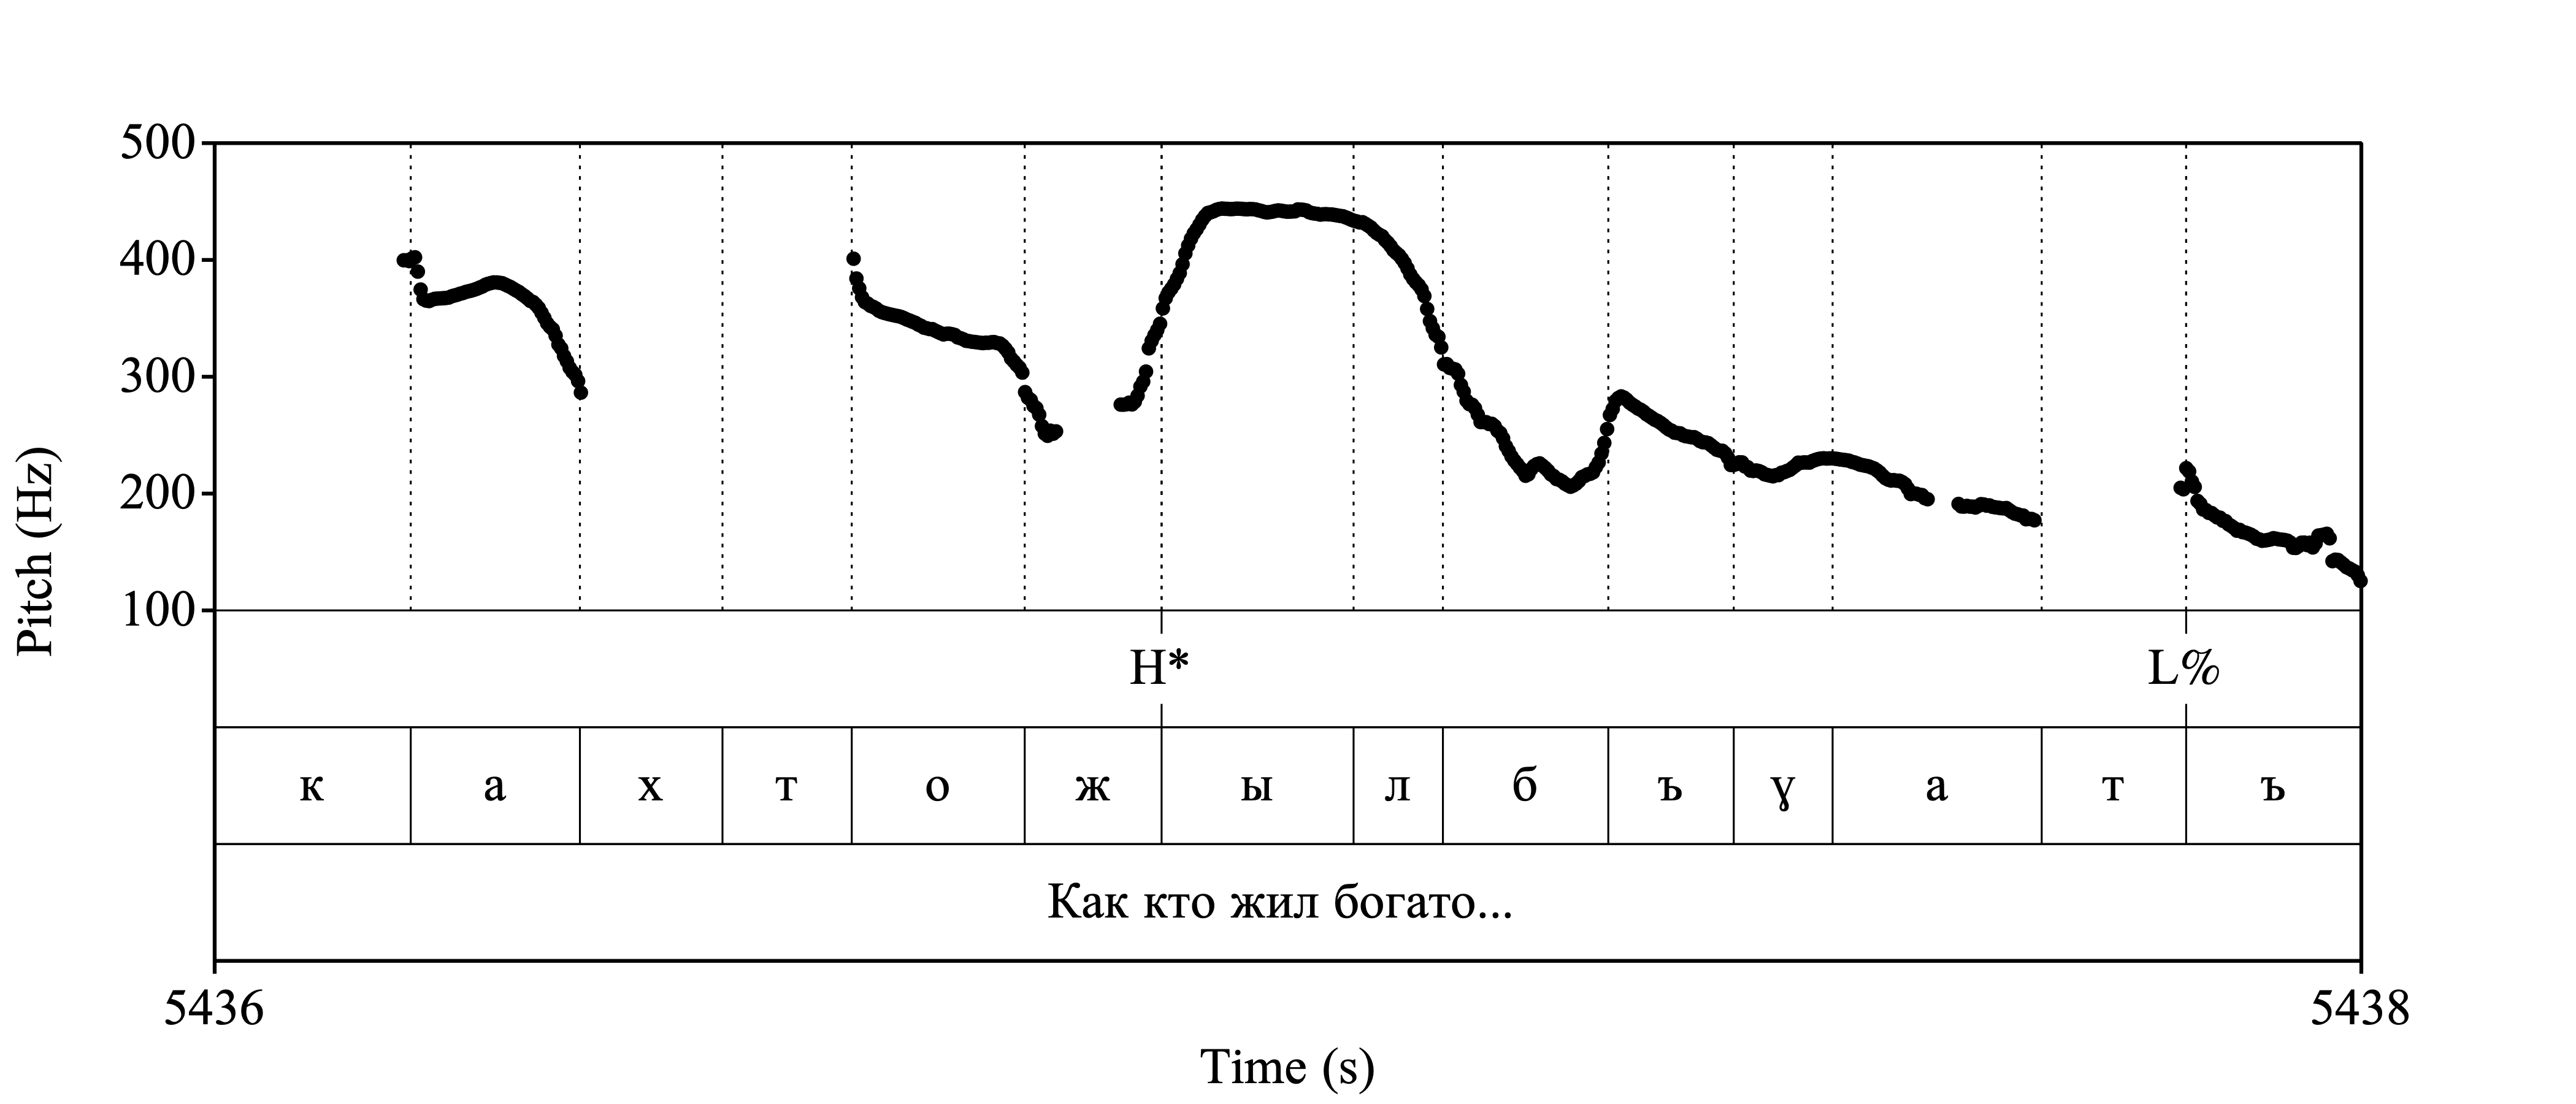 500
400
300
200
100
Pitch (Hz)
H* L%
к а х т о ж ы л б ъ ɣ а т ъ
Как кто жил богато...
5436 5438
Time (s)